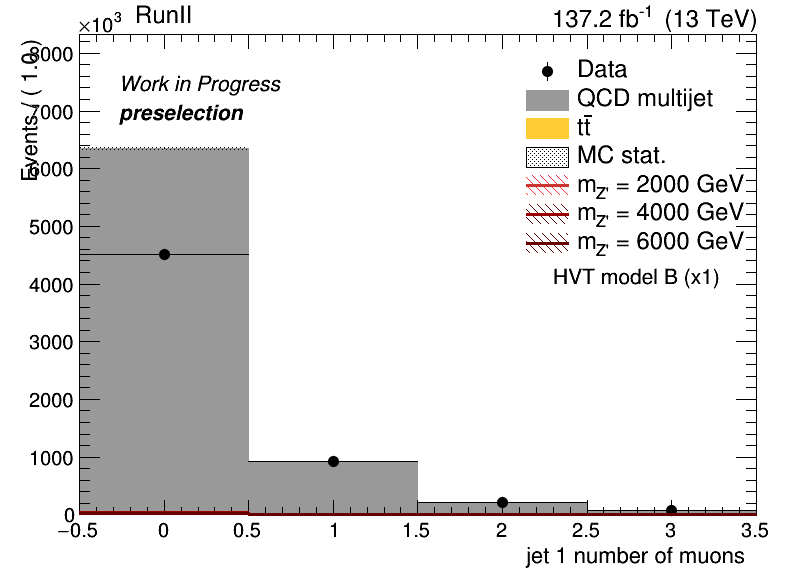 ×10³ RunII 137.2 fb⁻¹ (13 TeV)
Events / ( 1.0 )
8000
7000
6000
5000
4000
3000
2000
1000
0
Work in Progress
preselection
Data
QCD multijet
tt̄
MC stat.
m_Z' = 2000 GeV
m_Z' = 4000 GeV
m_Z' = 6000 GeV
HVT model B (x1)
−0.5 0 0.5 1 1.5 2 2.5 3 3.5
jet 1 number of muons